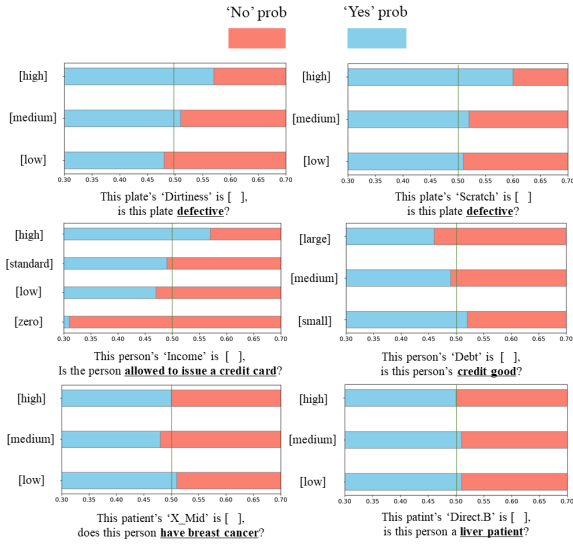 ‘No’ prob ‘Yes’ prob
[high] [high]
[medium] [medium]
[low] [low]
0.30 0.35 0.40 0.45 0.50 0.55 0.60 0.65 0.70 0.30 0.35 0.40 0.45 0.50 0.55 0.60 0.65 0.70
This plate's ‘Dirtiness’ is [ ], This plate's ‘Scratch’ is [ ]
is this plate defective? is this plate defective?
[high] [large]
[standard]
[medium]
[low]
[zero] [small]
0.30 0.35 0.40 0.45 0.50 0.55 0.60 0.65 0.70 0.30 0.35 0.40 0.45 0.50 0.55 0.60 0.65 0.70
This person's ‘Income’ is [ ], This person's ‘Debt’ is [ ],
Is the person allowed to issue a credit card? is this person's credit good?
[high] [high]
[medium] [medium]
[low] [low]
0.30 0.35 0.40 0.45 0.50 0.55 0.60 0.65 0.70 0.30 0.35 0.40 0.45 0.50 0.55 0.60 0.65 0.70
This patient's ‘X_Mid’ is [ ], This patint's ‘Direct.B’ is [ ],
does this person have breast cancer? is this person a liver patient?